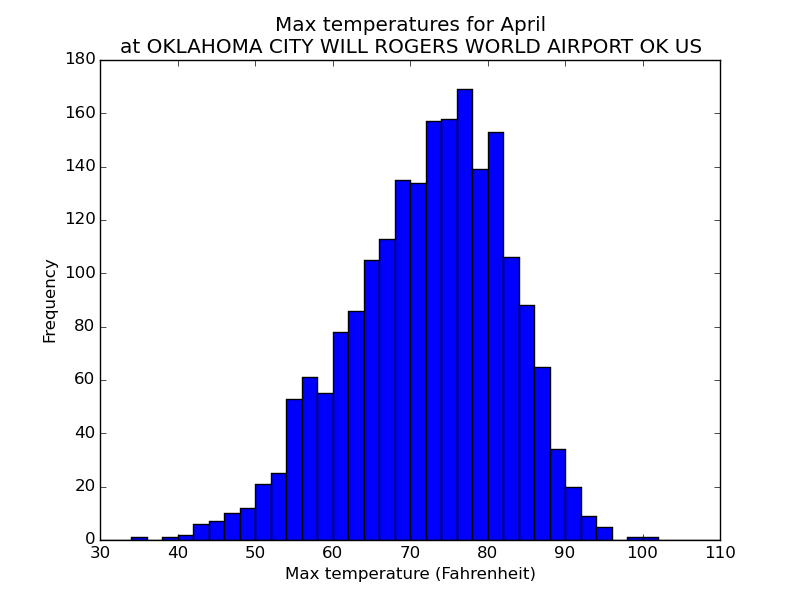 Max temperatures for April
at OKLAHOMA CITY WILL ROGERS WORLD AIRPORT OK US
180
160
140
120
100
80
60
40
20
0
Frequency
30 40 50 60 70 80 90 100 110
Max temperature (Fahrenheit)